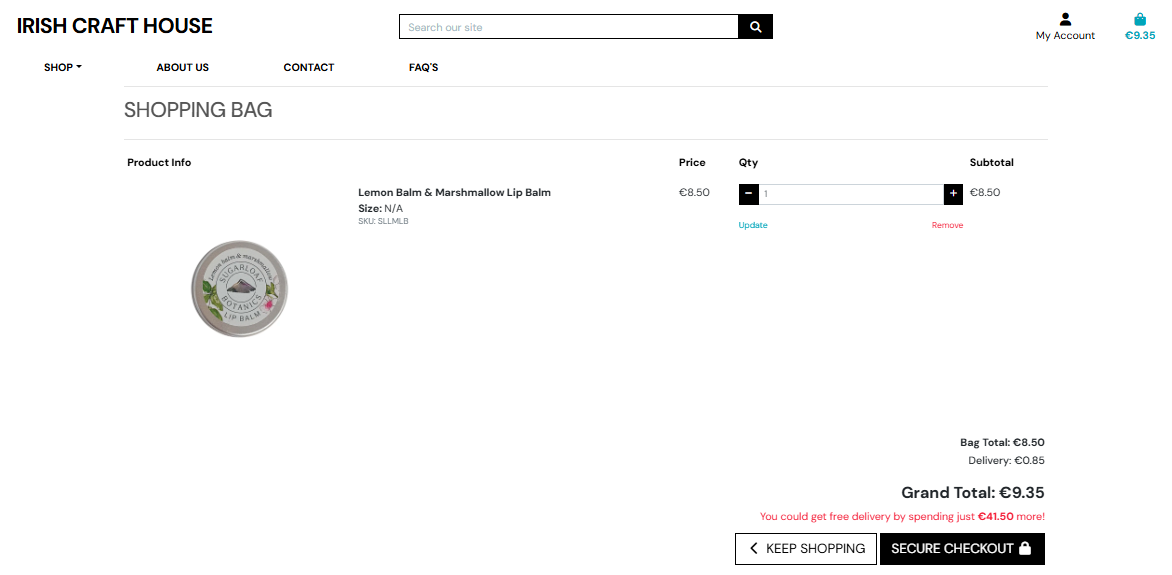 IRISH CRAFT HOUSE
Search our site
My Account
€9.35
SHOP
ABOUT US
CONTACT
FAQ'S
SHOPPING BAG
Product Info
Price
Qty
Subtotal
Lemon Balm & Marshmallow Lip Balm
€8.50
1
€8.50
Size: N/A
SKU: SLLMLB
Update
Remove
Lemon balm & marshmallow
SUGARLOAF
BOTANICS
LIP BALM
Bag Total: €8.50
Delivery: €0.85
Grand Total: €9.35
You could get free delivery by spending just €41.50 more!
KEEP SHOPPING
SECURE CHECKOUT